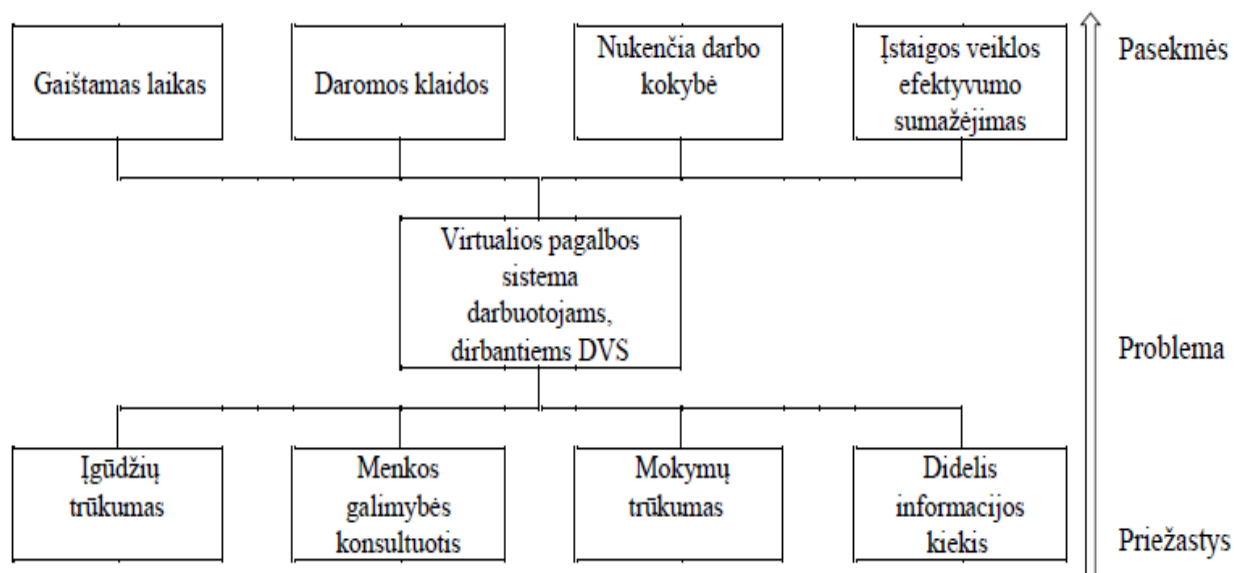 Gaištamas laikas
Daromos klaidos
Nukenčia darbo
kokybė
Įstaigos veiklos
efektyvumo
sumažėjimas
Pasekmės
Virtualios pagalbos
sistema
darbuotojams,
dirbantiems DVS
Problema
Įgūdžių
trūkumas
Menkos
galimybės
konsultuotis
Mokymų
trūkumas
Didelis
informacijos
kiekis
Priežastys